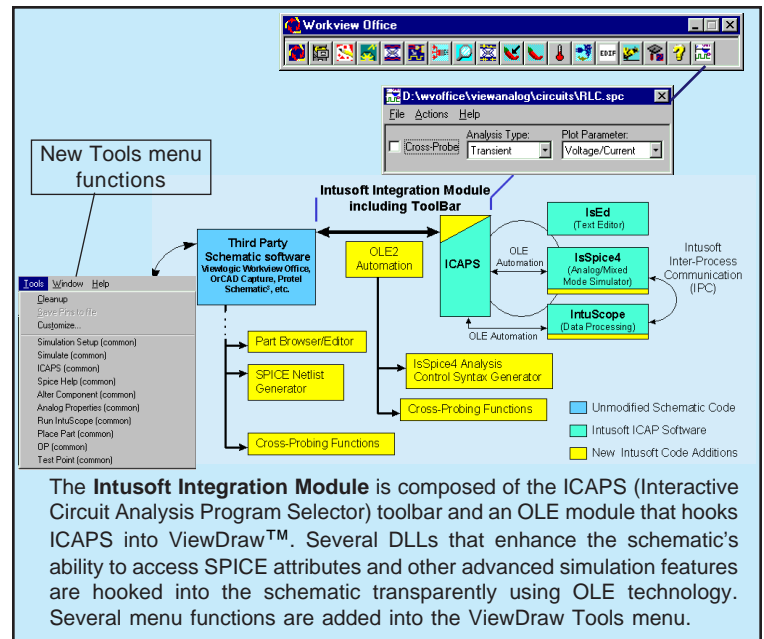 Workview Office
EDIF
D:\wvoffice\viewanalog\circuits\RLC.spc
File Actions Help
Cross-Probe
Analysis Type:
Transient
Plot Parameter:
Voltage/Current
New Tools menu
functions
Intusoft Integration Module
including ToolBar
Third Party
Schematic software
Viewlogic Workview Office,
OrCAD Capture, Protel
Schematic³, etc.
OLE2
Automation
ICAPS
OLE
Automation
IsEd
(Text Editor)
IsSpice4
(Analog/Mixed
Mode Simulator)
IntuScope
(Data Processing)
OLE Automation
Intusoft
Inter-Process
Communication
(IPC)
Tools Window Help
Cleanup
Save Pins to file
Customize...
Simulation Setup (common)
Simulate (common)
ICAPS (common)
Spice Help (common)
Alter Component (common)
Analog Properties (common)
Run IntuScope (common)
Place Part (common)
OP (common)
Test Point (common)
Part Browser/Editor
SPICE Netlist
Generator
Cross-Probing Functions
IsSpice4 Analysis
Control Syntax Generator
Cross-Probing Functions
Unmodified Schematic Code
Intusoft ICAP Software
New Intusoft Code Additions
The Intusoft Integration Module is composed of the ICAPS (Interactive
Circuit Analysis Program Selector) toolbar and an OLE module that hooks
ICAPS into ViewDraw™. Several DLLs that enhance the schematic's
ability to access SPICE attributes and other advanced simulation features
are hooked into the schematic transparently using OLE technology.
Several menu functions are added into the ViewDraw Tools menu.